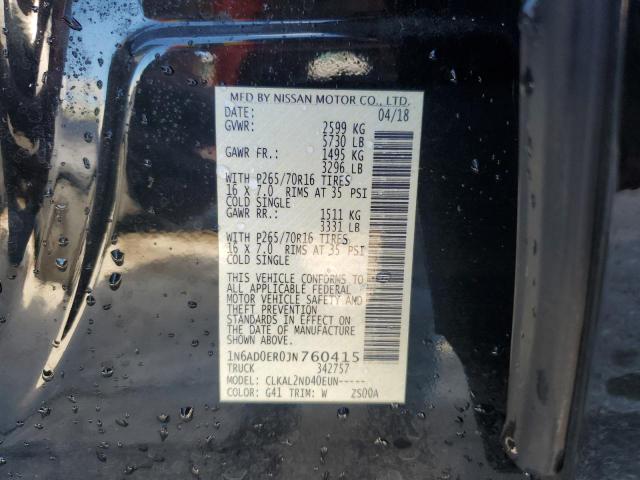 MFD BY NISSAN MOTOR CO., LTD.
DATE: 04/18
GVWR: 2599 KG
5730 LB
GAWR FR.: 1495 KG
3296 LB
WITH P265/70R16 TIRES
16 X 7.0 RIMS AT 35 PSI
COLD SINGLE
GAWR RR.: 1511 KG
3331 LB
WITH P265/70R16 TIRES
16 X 7.0 RIMS AT 35 PSI
COLD SINGLE
THIS VEHICLE CONFORMS TO
ALL APPLICABLE FEDERAL
MOTOR VEHICLE SAFETY AND
THEFT PREVENTION
STANDARDS IN EFFECT ON
THE DATE OF MANUFACTURE
SHOWN ABOVE.
1N6AD0ER0JN760415
TRUCK 342757
MODEL: CLKAL2ND40EUN-----
COLOR: G41 TRIM: W ZS00A